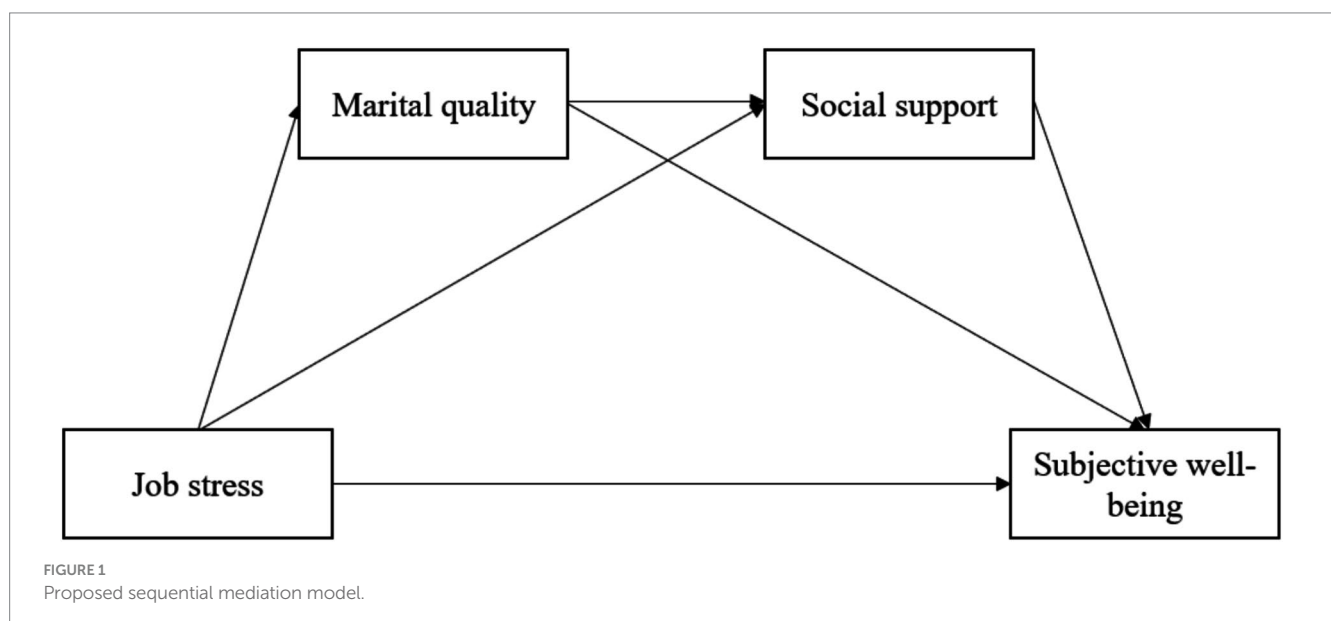 Marital quality
Social support
Job stress
Subjective well-
being
FIGURE 1
Proposed sequential mediation model.